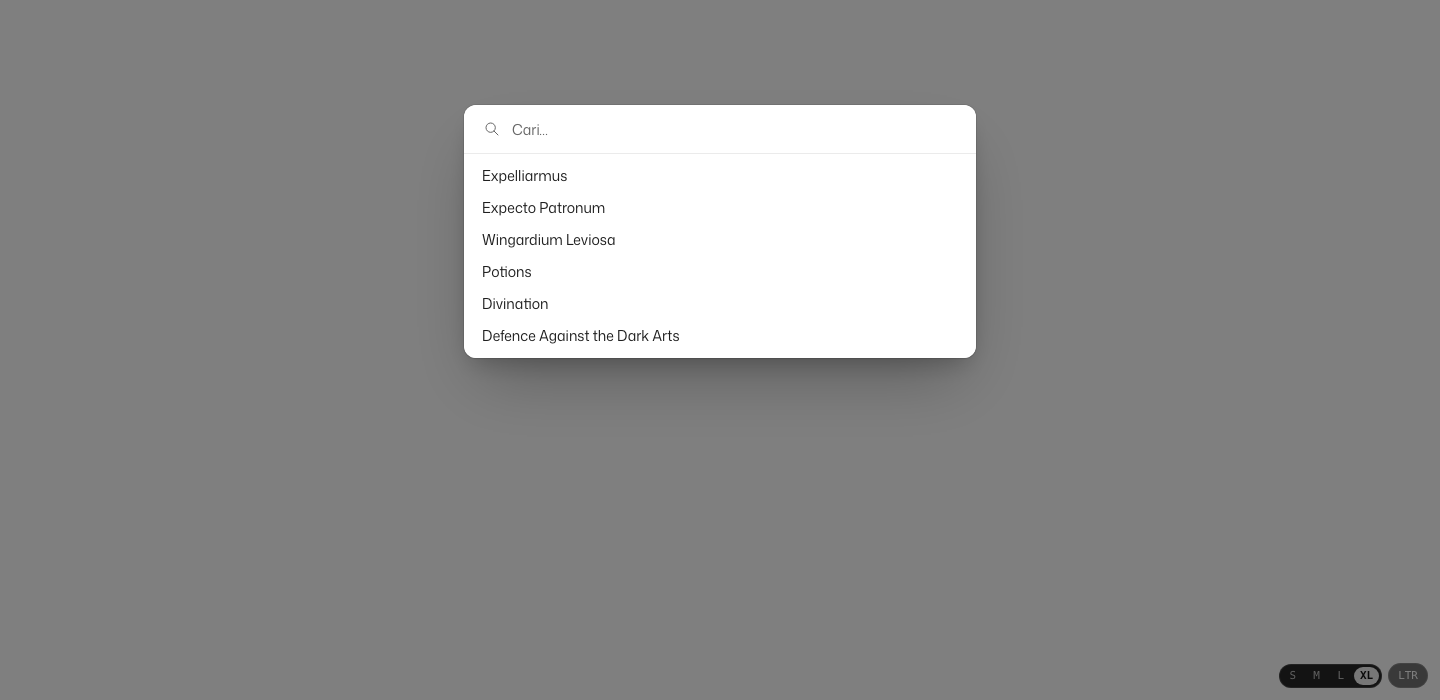 Cari...
Expelliarmus
Expecto Patronum
Wingardium Leviosa
Potions
Divination
Defence Against the Dark Arts
S M L XL LTR